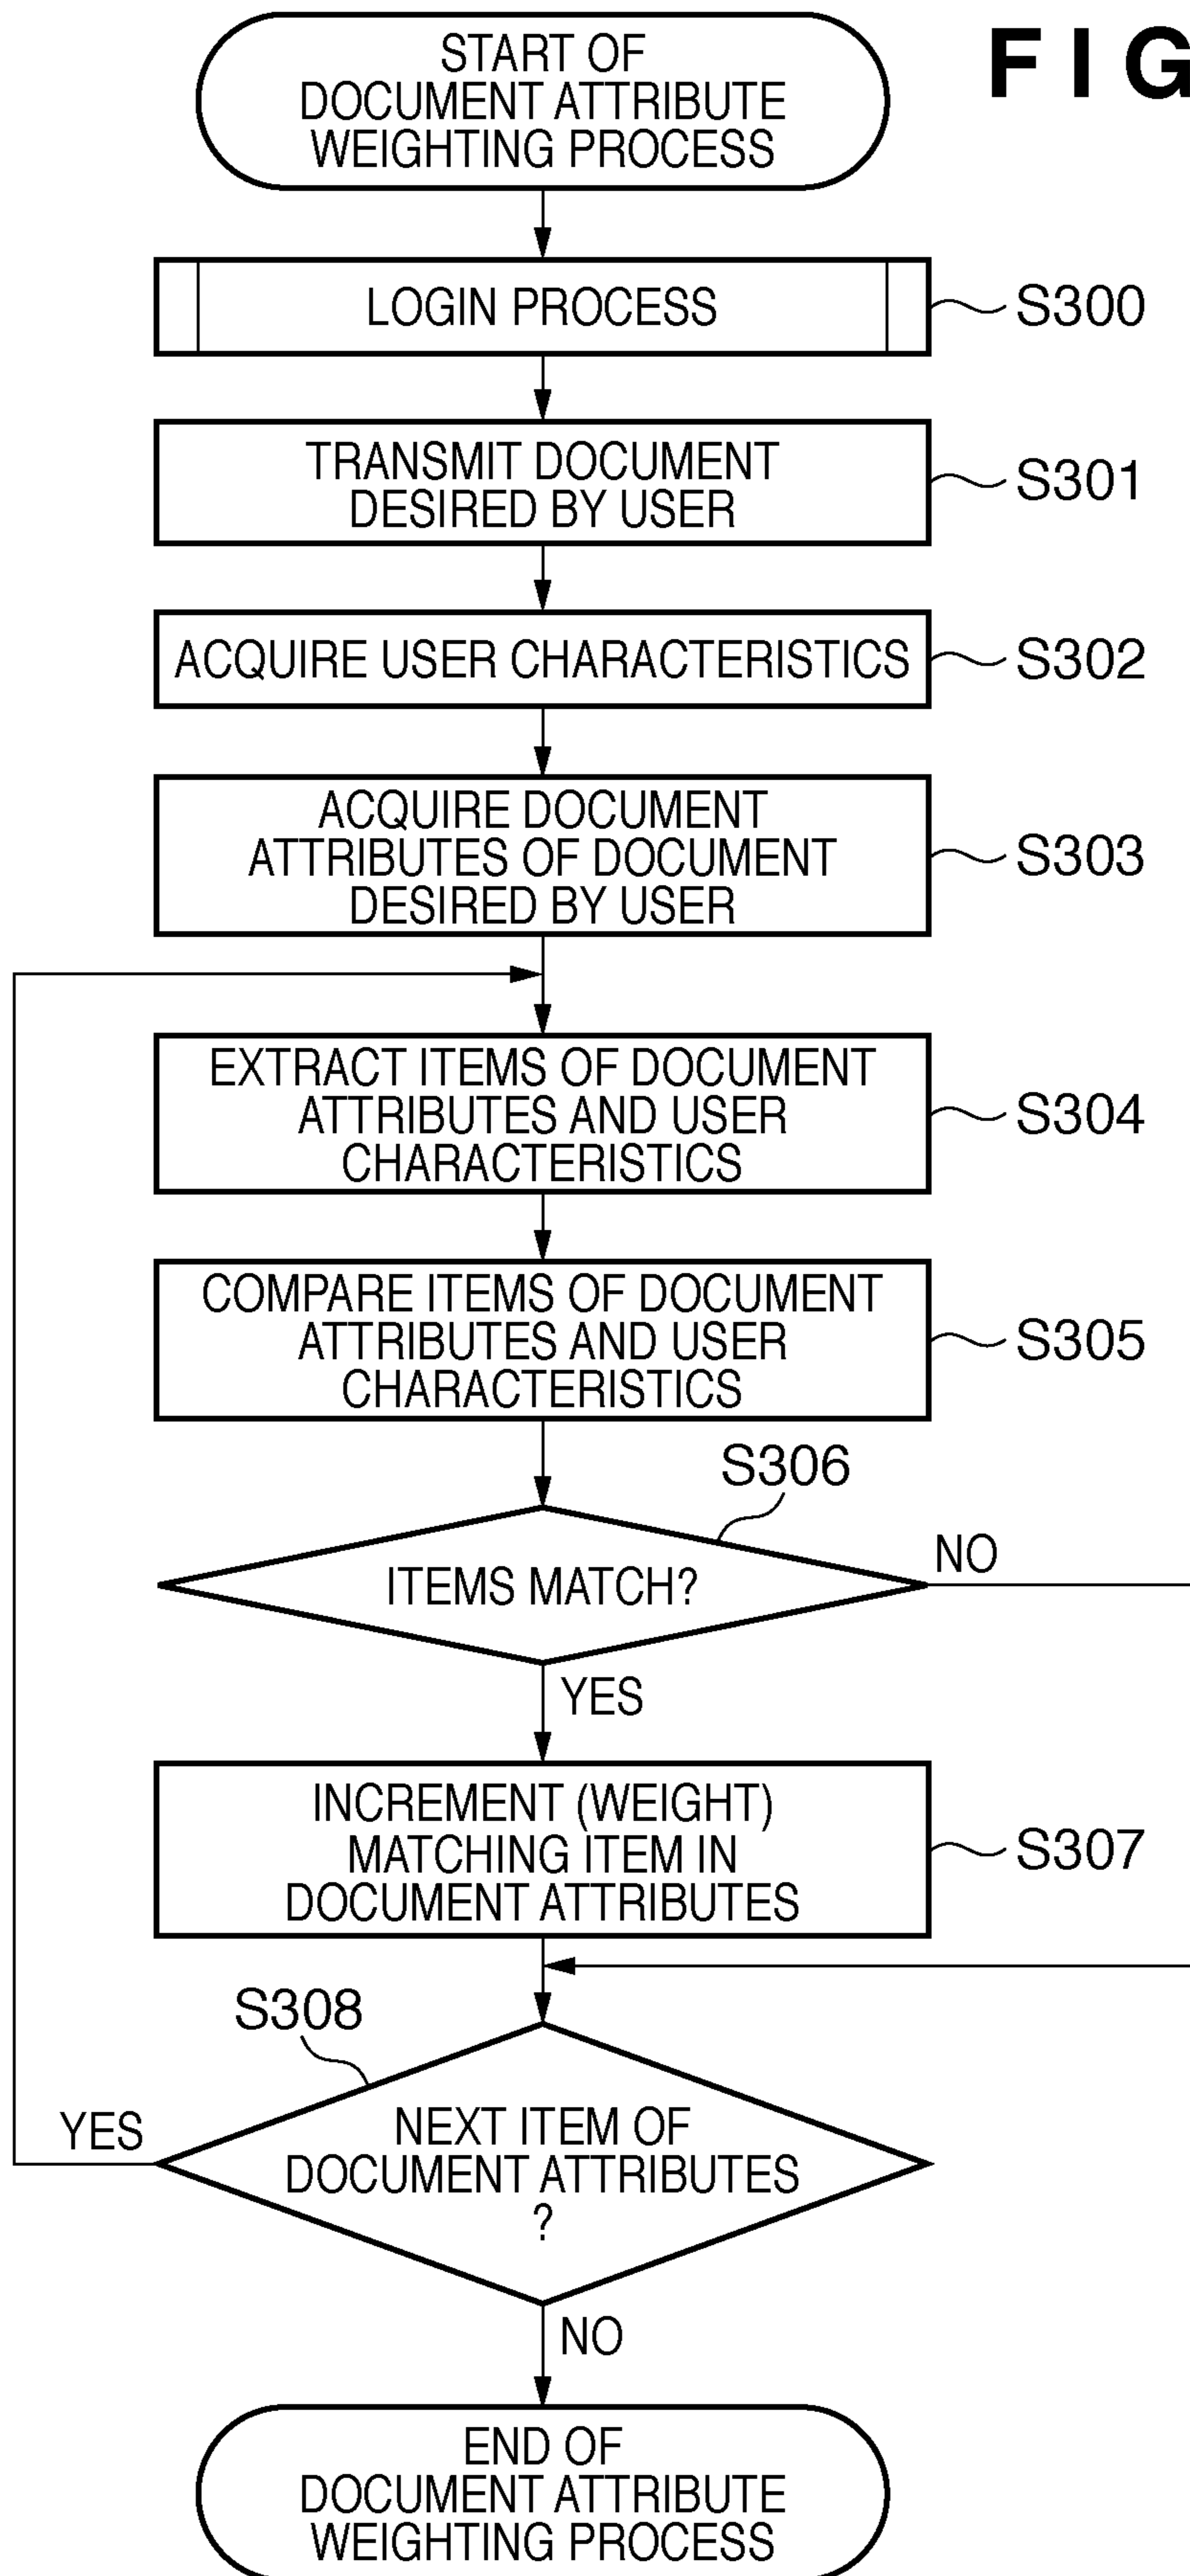 START OF
DOCUMENT ATTRIBUTE
WEIGHTING PROCESS
FIG
LOGIN PROCESS
S300
TRANSMIT DOCUMENT
DESIRED BY USER
S301
ACQUIRE USER CHARACTERISTICS
S302
ACQUIRE DOCUMENT
ATTRIBUTES OF DOCUMENT
DESIRED BY USER
S303
EXTRACT ITEMS OF DOCUMENT
ATTRIBUTES AND USER
CHARACTERISTICS
S304
COMPARE ITEMS OF DOCUMENT
ATTRIBUTES AND USER
CHARACTERISTICS
S305
S306
ITEMS MATCH?
NO
YES
INCREMENT (WEIGHT)
MATCHING ITEM IN
DOCUMENT ATTRIBUTES
S307
S308
YES
NEXT ITEM OF
DOCUMENT ATTRIBUTES
?
NO
END OF
DOCUMENT ATTRIBUTE
WEIGHTING PROCESS